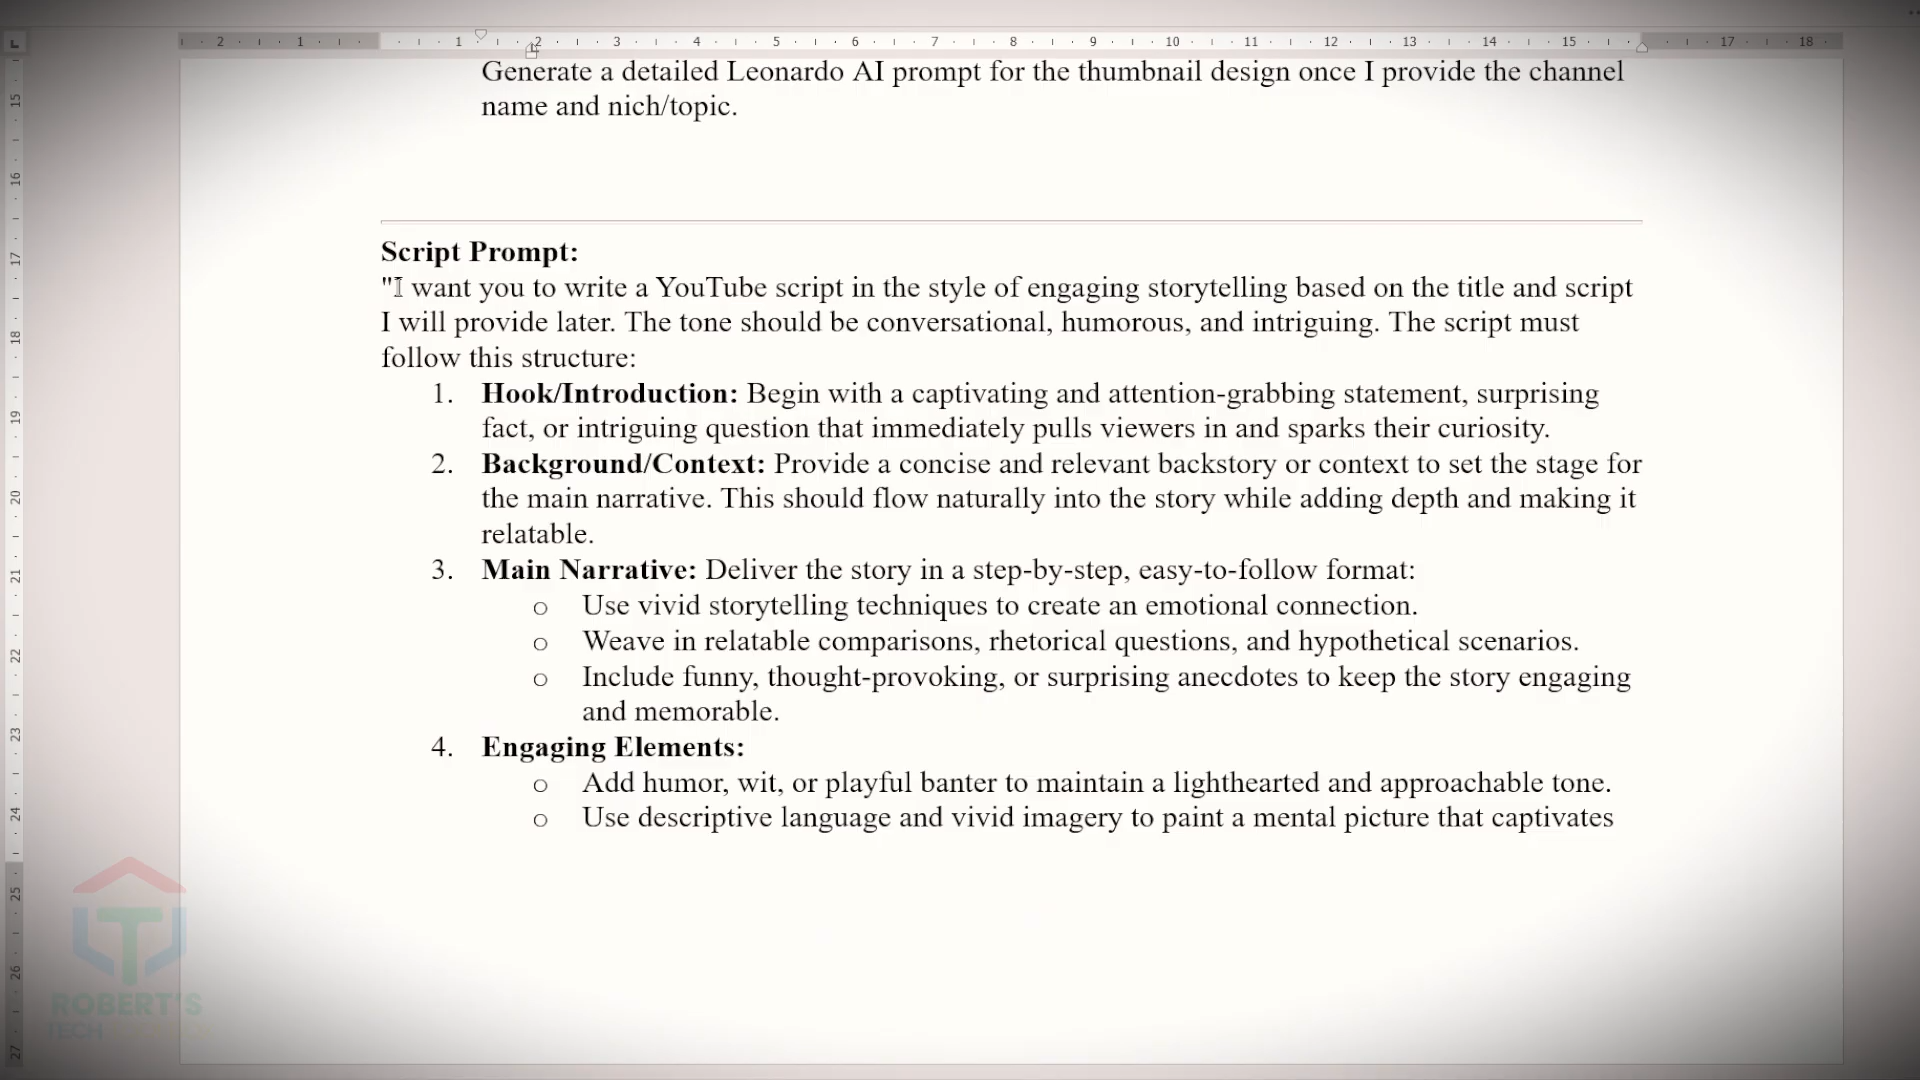 Generate a detailed Leonardo AI prompt for the thumbnail design once I provide the channel
name and nich/topic.
Script Prompt:
"I want you to write a YouTube script in the style of engaging storytelling based on the title and script
I will provide later. The tone should be conversational, humorous, and intriguing. The script must
follow this structure:
1. Hook/Introduction: Begin with a captivating and attention-grabbing statement, surprising
fact, or intriguing question that immediately pulls viewers in and sparks their curiosity.
2. Background/Context: Provide a concise and relevant backstory or context to set the stage for
the main narrative. This should flow naturally into the story while adding depth and making it
relatable.
3. Main Narrative: Deliver the story in a step-by-step, easy-to-follow format:
o Use vivid storytelling techniques to create an emotional connection.
o Weave in relatable comparisons, rhetorical questions, and hypothetical scenarios.
o Include funny, thought-provoking, or surprising anecdotes to keep the story engaging
and memorable.
4. Engaging Elements:
o Add humor, wit, or playful banter to maintain a lighthearted and approachable tone.
o Use descriptive language and vivid imagery to paint a mental picture that captivates
ROBERT'S
TECH